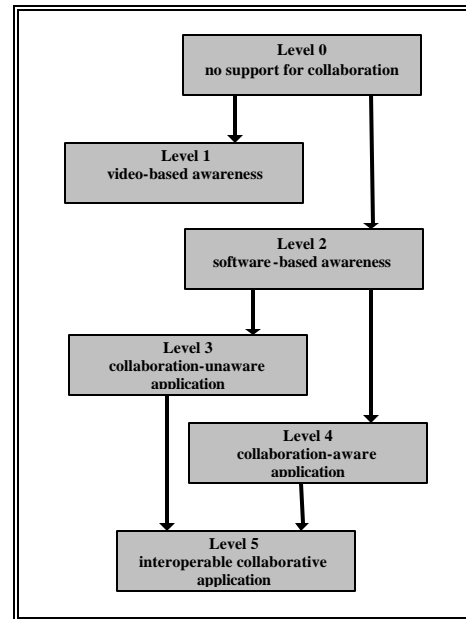 Level 0
no support for collaboration
Level 1
video-based awareness
Level 2
software-based awareness
Level 3
collaboration-unaware
application
Level 4
collaboration-aware
application
Level 5
interoperable collaborative
application